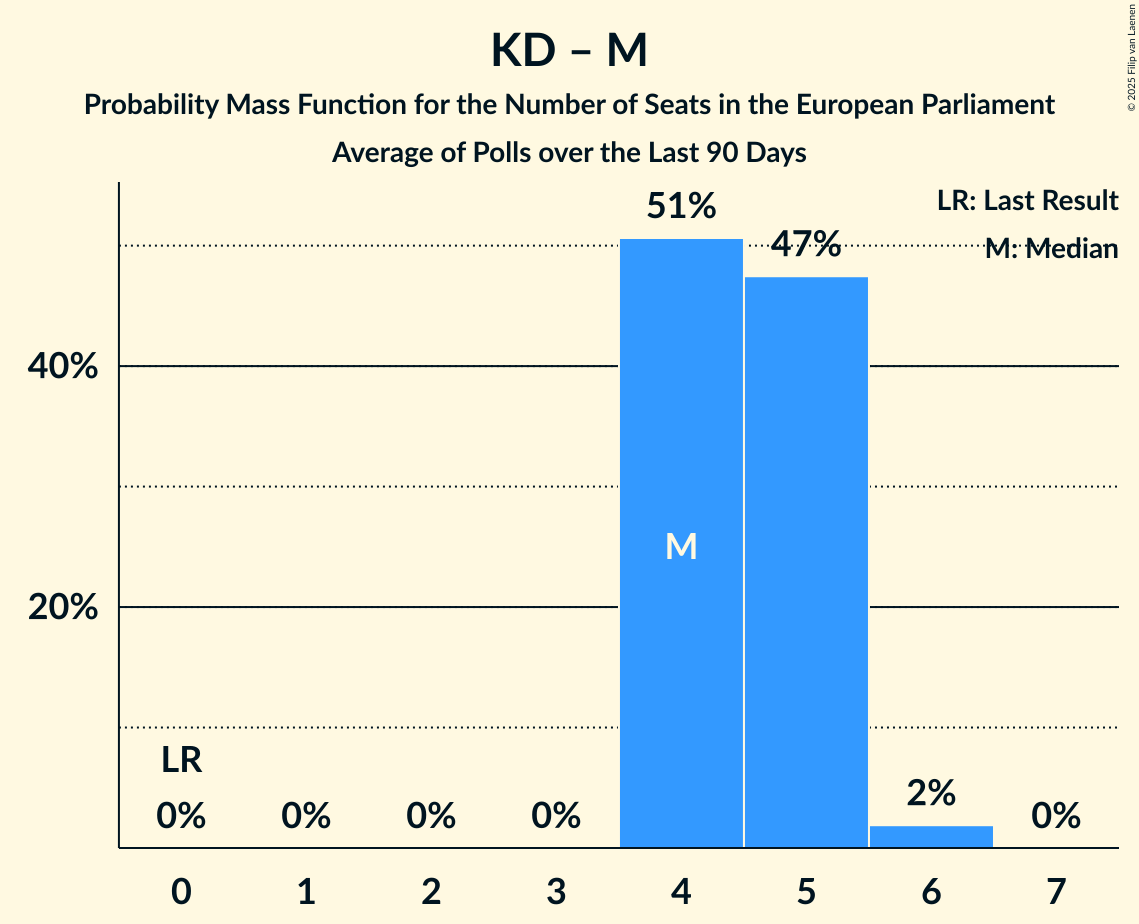 KD – M
Probability Mass Function for the Number of Seats in the European Parliament
Average of Polls over the Last 90 Days
© 2025 Filip van Laenen
LR: Last Result
M: Median
51%
47%
40%
M
20%
LR
0%
0%
0%
0%
2%
0%
0
1
2
3
4
5
6
7